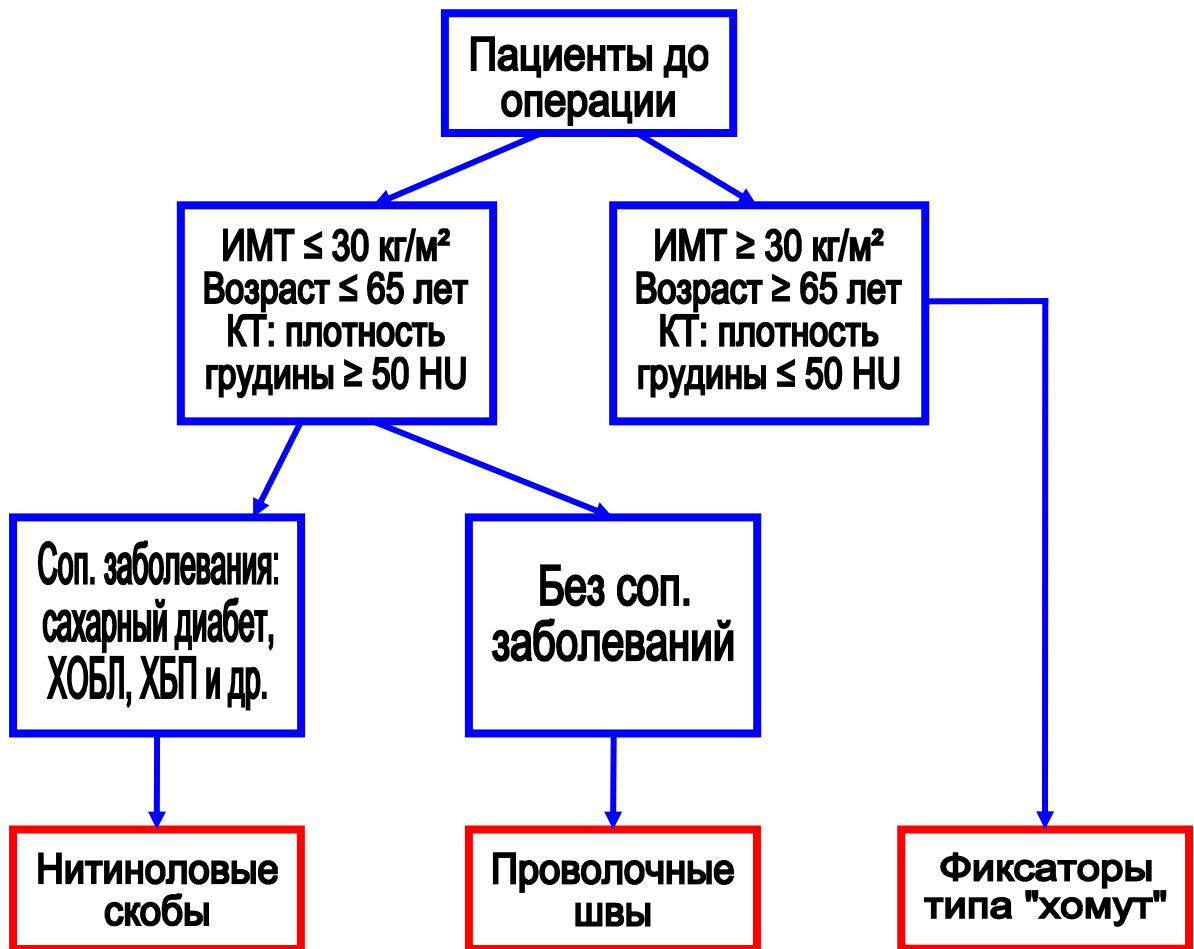 Пациенты до
операции
ИМТ ≤ 30 кг/м²
Возраст ≤ 65 лет
КТ: плотность
грудины ≥ 50 HU
ИМТ ≥ 30 кг/м²
Возраст ≥ 65 лет
КТ: плотность
грудины ≤ 50 HU
Соп. заболевания:
сахарный диабет,
ХОБЛ, ХБП и др.
Без соп.
заболеваний
Нитиноловые
скобы
Проволочные
швы
Фиксаторы
типа "хомут"